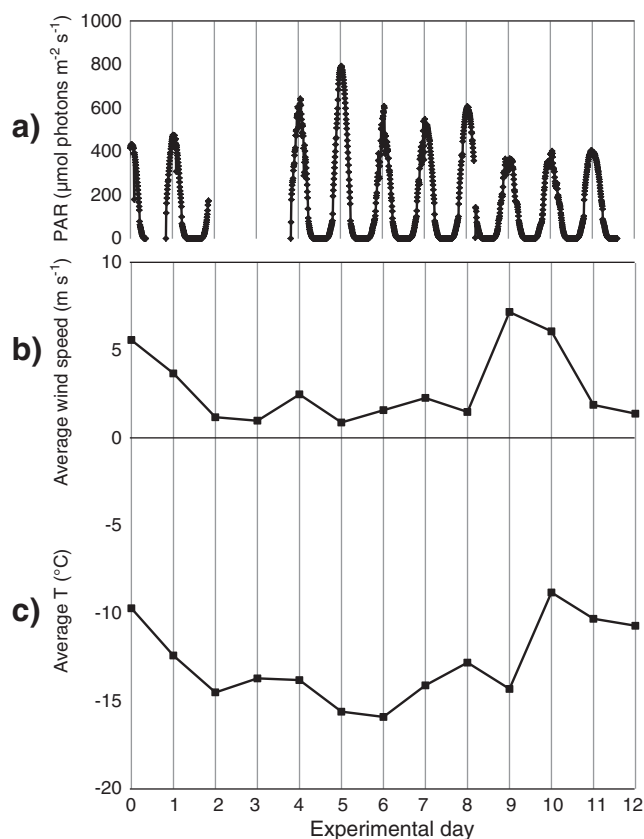 a)
PAR (µmol photons m⁻² s⁻¹)
1000
800
600
400
200
0
b)
Average wind speed (m s⁻¹)
10
5
0
c)
Average T (°C)
-5
-10
-15
-20
0 1 2 3 4 5 6 7 8 9 10 11 12
Experimental day